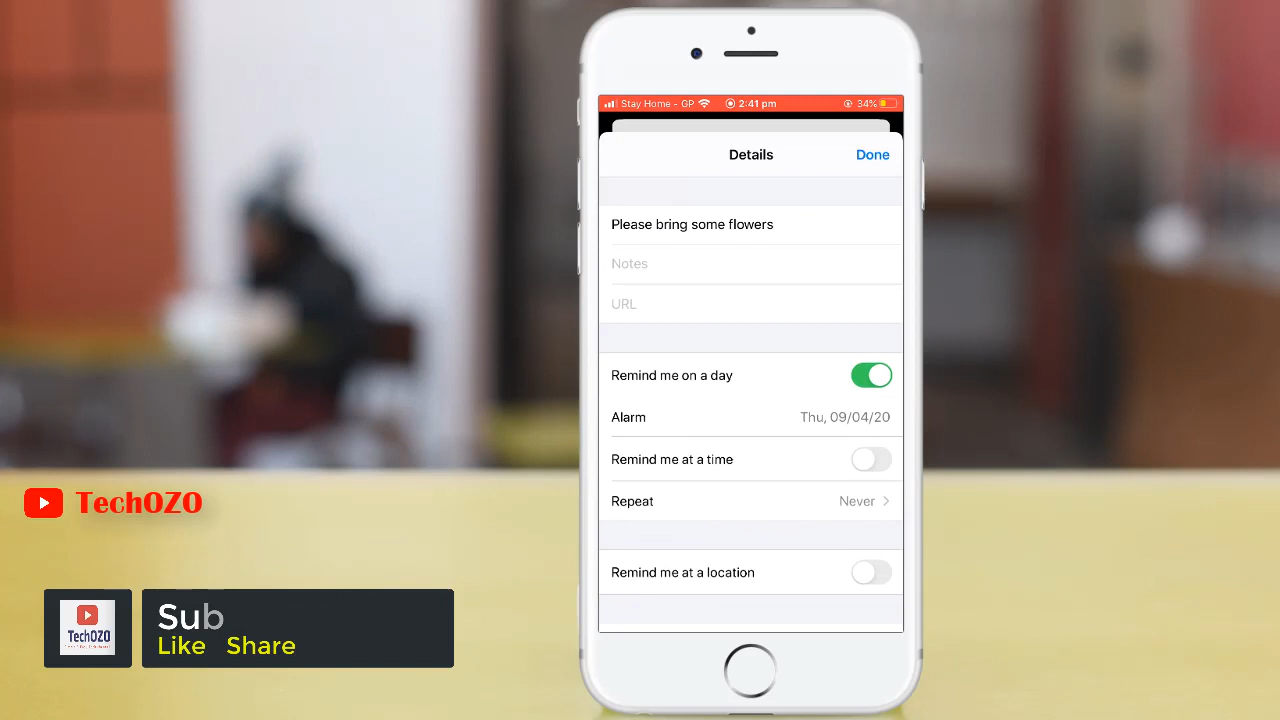 Stay Home - GP 2:41 pm 34%
Details Done
Please bring some flowers
Notes
URL
Remind me on a day
Alarm Thu, 09/04/20
Remind me at a time
Repeat Never
Remind me at a location
TechOZO
TechOZO
Sub
Like Share